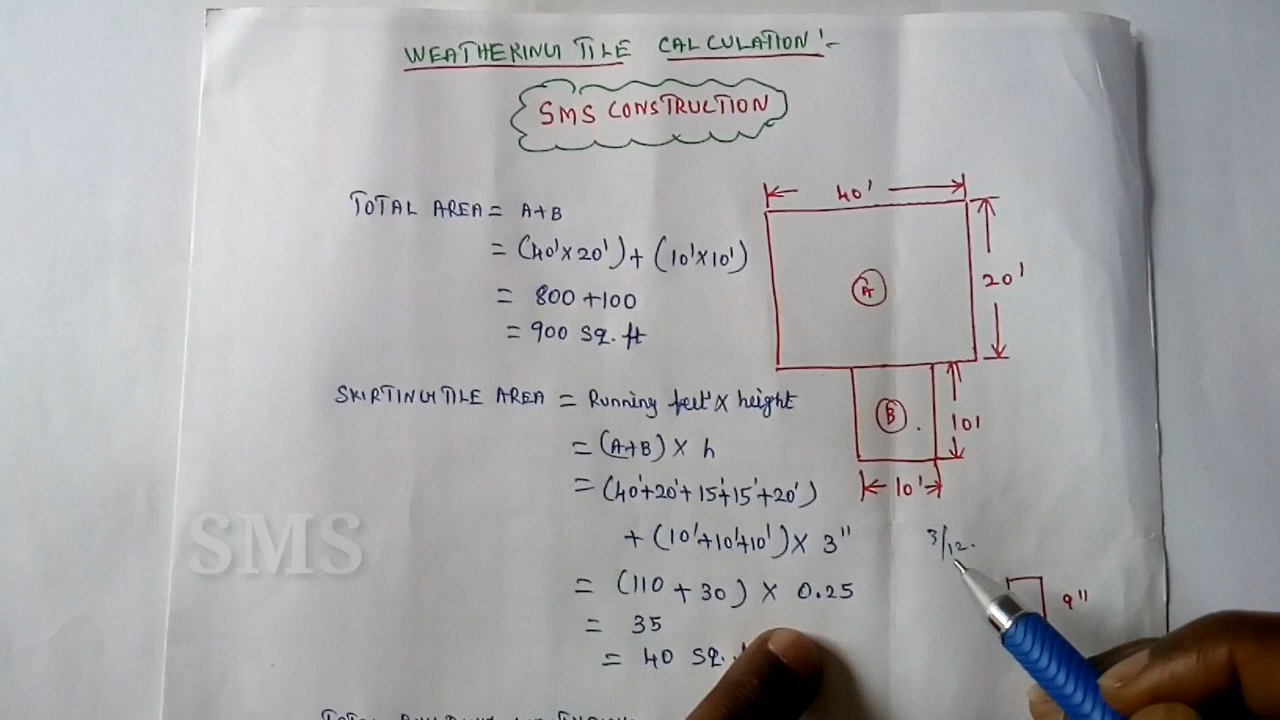 WEATHERING TILE CALCULATION:-
SMS CONSTRUCTION
TOTAL AREA = A+B
= (40'X20')+(10'X10')
= 800+100
= 900 SQ.ft
40'
A
20'
B
10'
10'
SKIRTING TILE AREA = Running feet X height
= (A+B) X h
= (40'+20'+15'+15'+20')
+ (10'+10'+10') X 3"
= (110 + 30) X 0.25
= 35
= 40 SQ.
3/12.
9"
SMS